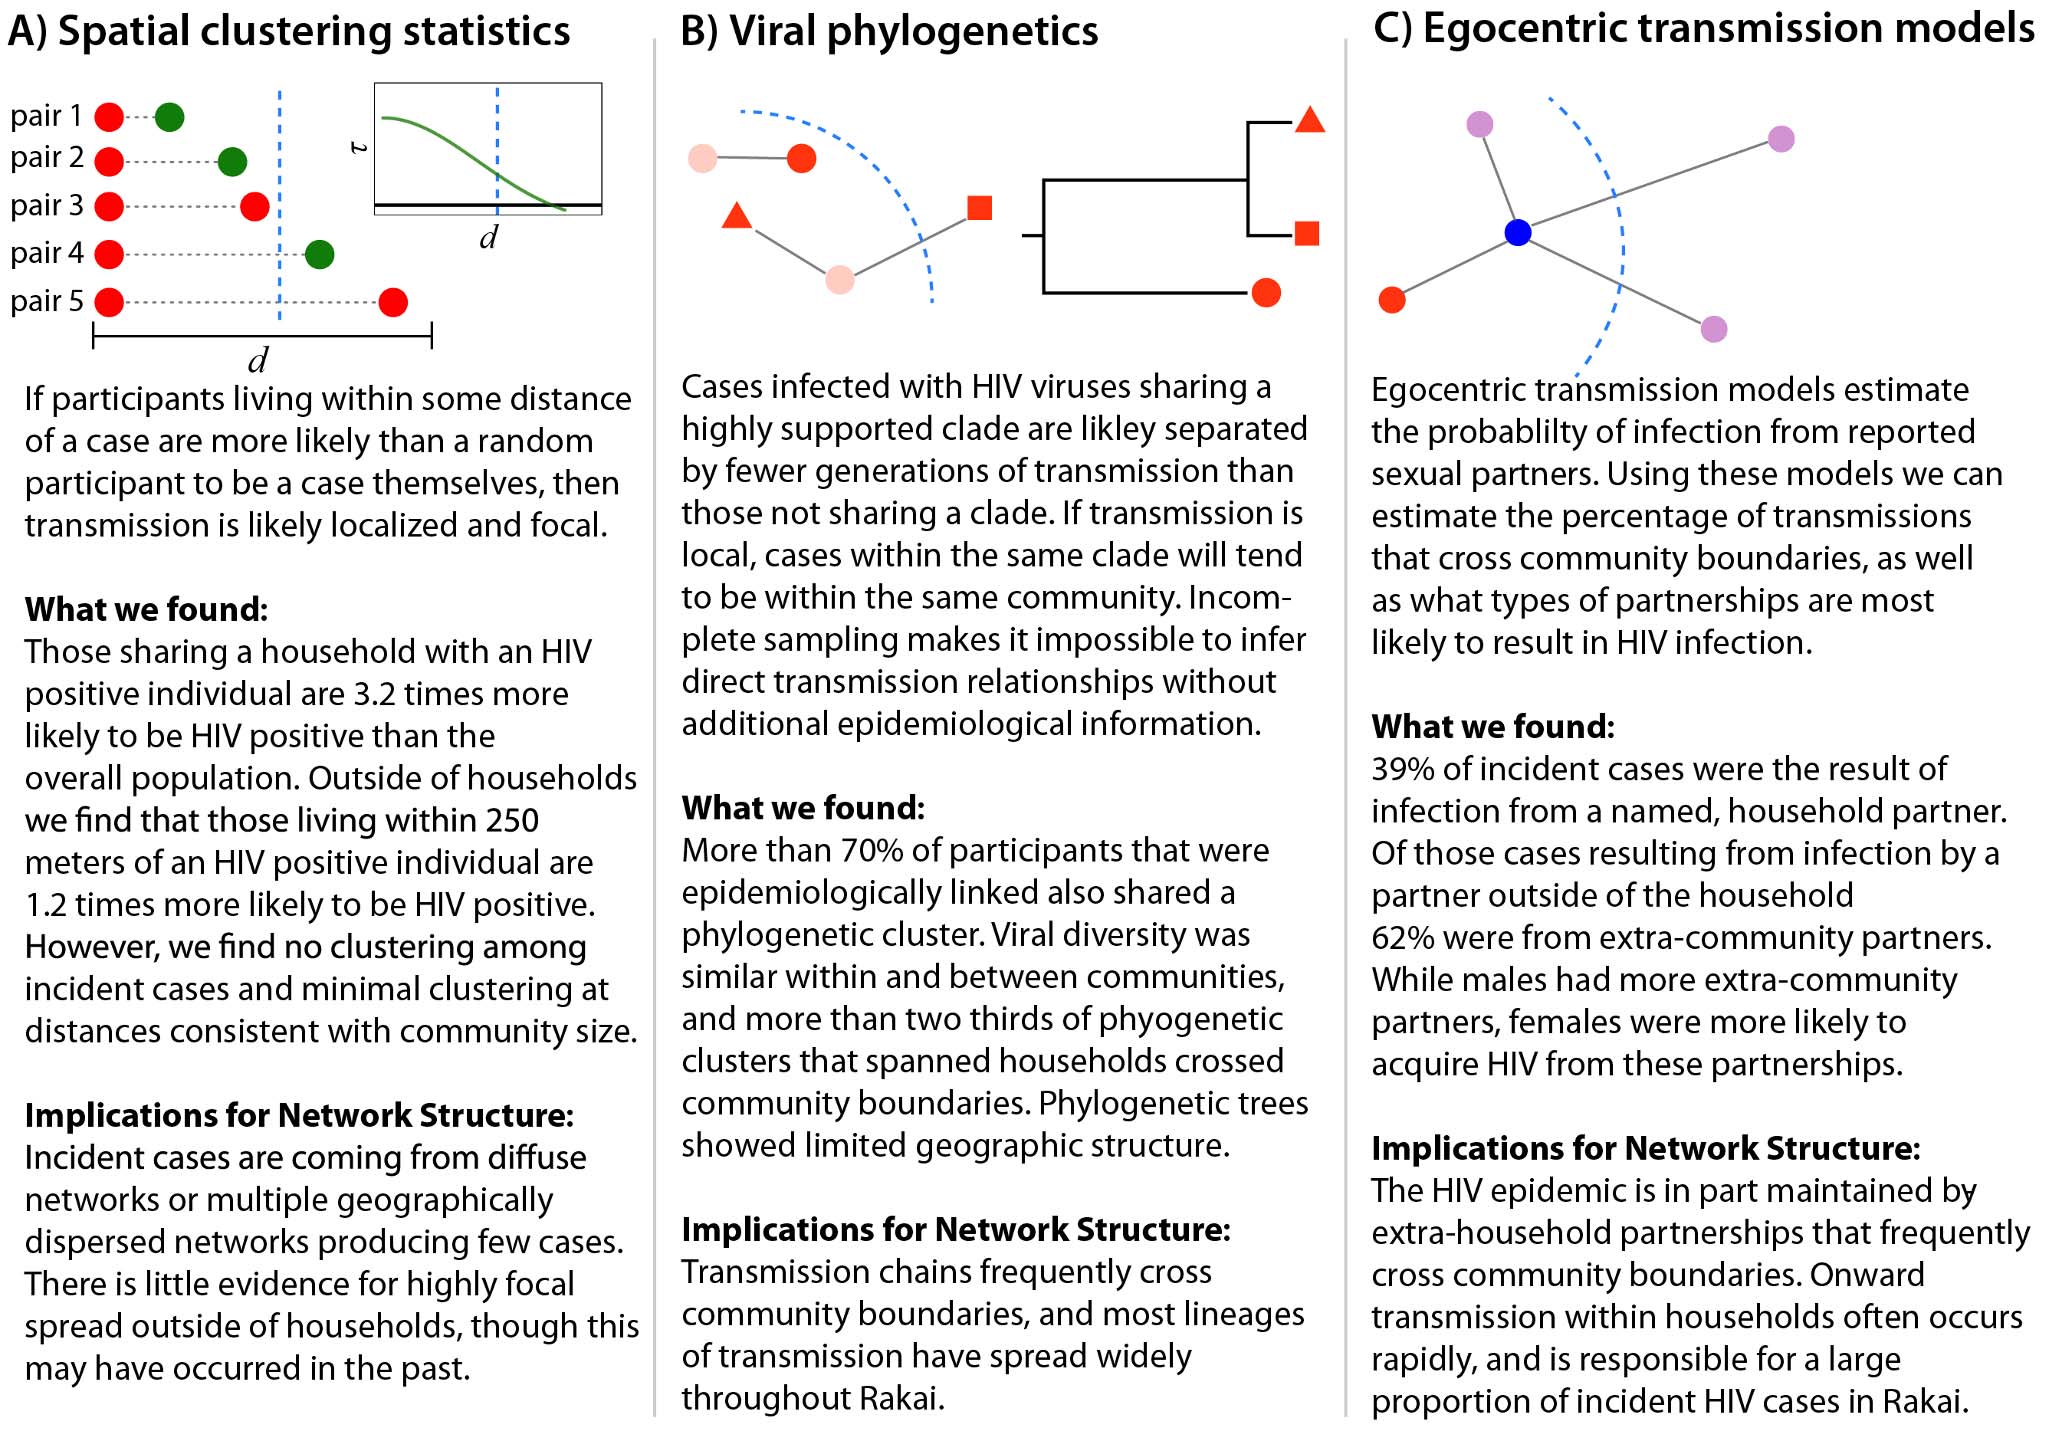 A) Spatial clustering statistics
pair 1
pair 2
pair 3
pair 4
pair 5
d
τ
d
If participants living within some distance
of a case are more likely than a random
participant to be a case themselves, then
transmission is likely localized and focal.
What we found:
Those sharing a household with an HIV
positive individual are 3.2 times more
likely to be HIV positive than the
overall population. Outside of households
we find that those living within 250
meters of an HIV positive individual are
1.2 times more likely to be HIV positive.
However, we find no clustering among
incident cases and minimal clustering at
distances consistent with community size.
Implications for Network Structure:
Incident cases are coming from diffuse
networks or multiple geographically
dispersed networks producing few cases.
There is little evidence for highly focal
spread outside of households, though this
may have occurred in the past.
B) Viral phylogenetics
Cases infected with HIV viruses sharing a
highly supported clade are likley separated
by fewer generations of transmission than
those not sharing a clade. If transmission is
local, cases within the same clade will tend
to be within the same community. Incom-
plete sampling makes it impossible to infer
direct transmission relationships without
additional epidemiological information.
What we found:
More than 70% of participants that were
epidemiologically linked also shared a
phylogenetic cluster. Viral diversity was
similar within and between communities,
and more than two thirds of phyogenetic
clusters that spanned households crossed
community boundaries. Phylogenetic trees
showed limited geographic structure.
Implications for Network Structure:
Transmission chains frequently cross
community boundaries, and most lineages
of transmission have spread widely
throughout Rakai.
C) Egocentric transmission models
Egocentric transmission models estimate
the probablilty of infection from reported
sexual partners. Using these models we can
estimate the percentage of transmissions
that cross community boundaries, as well
as what types of partnerships are most
likely to result in HIV infection.
What we found:
39% of incident cases were the result of
infection from a named, household partner.
Of those cases resulting from infection by a
partner outside of the household
62% were from extra-community partners.
While males had more extra-community
partners, females were more likely to
acquire HIV from these partnerships.
Implications for Network Structure:
The HIV epidemic is in part maintained by
extra-household partnerships that frequently
cross community boundaries. Onward
transmission within households often occurs
rapidly, and is responsible for a large
proportion of incident HIV cases in Rakai.